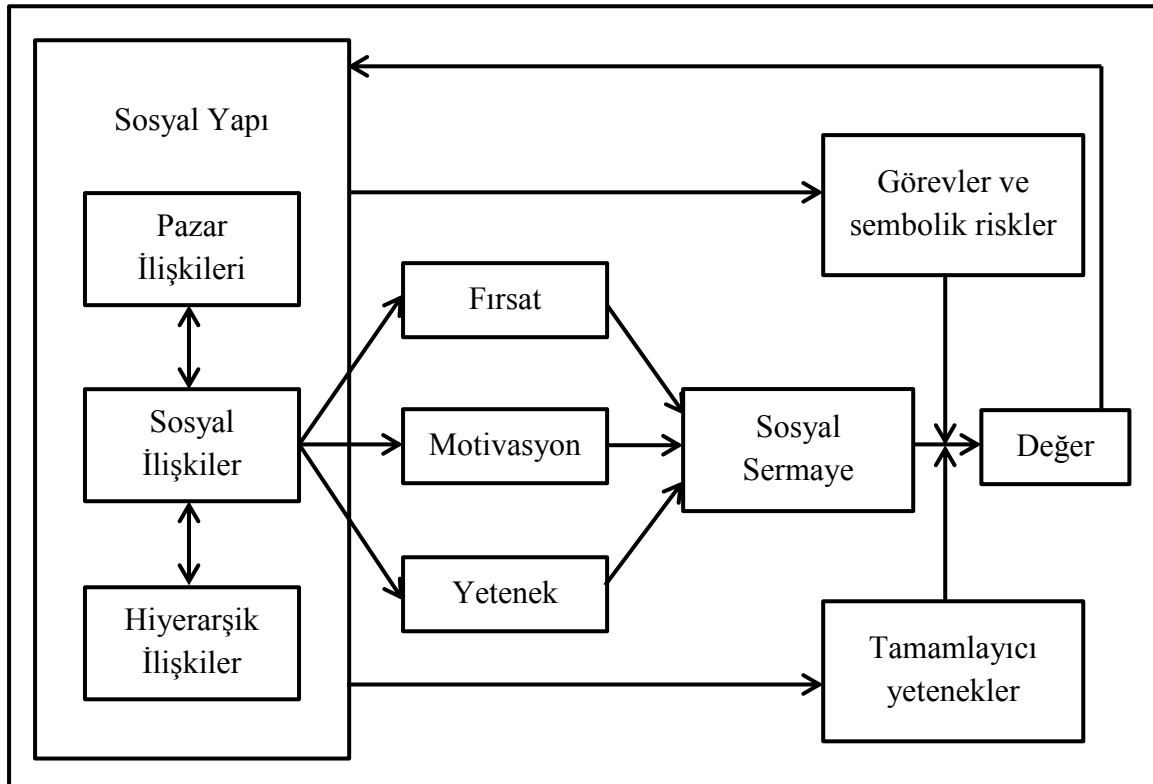 Sosyal Yapı
Pazar
İlişkileri
Sosyal
İlişkiler
Hiyerarşik
İlişkiler
Fırsat
Motivasyon
Yetenek
Sosyal
Sermaye
Görevler ve
sembolik riskler
Değer
Tamamlayıcı
yetenekler